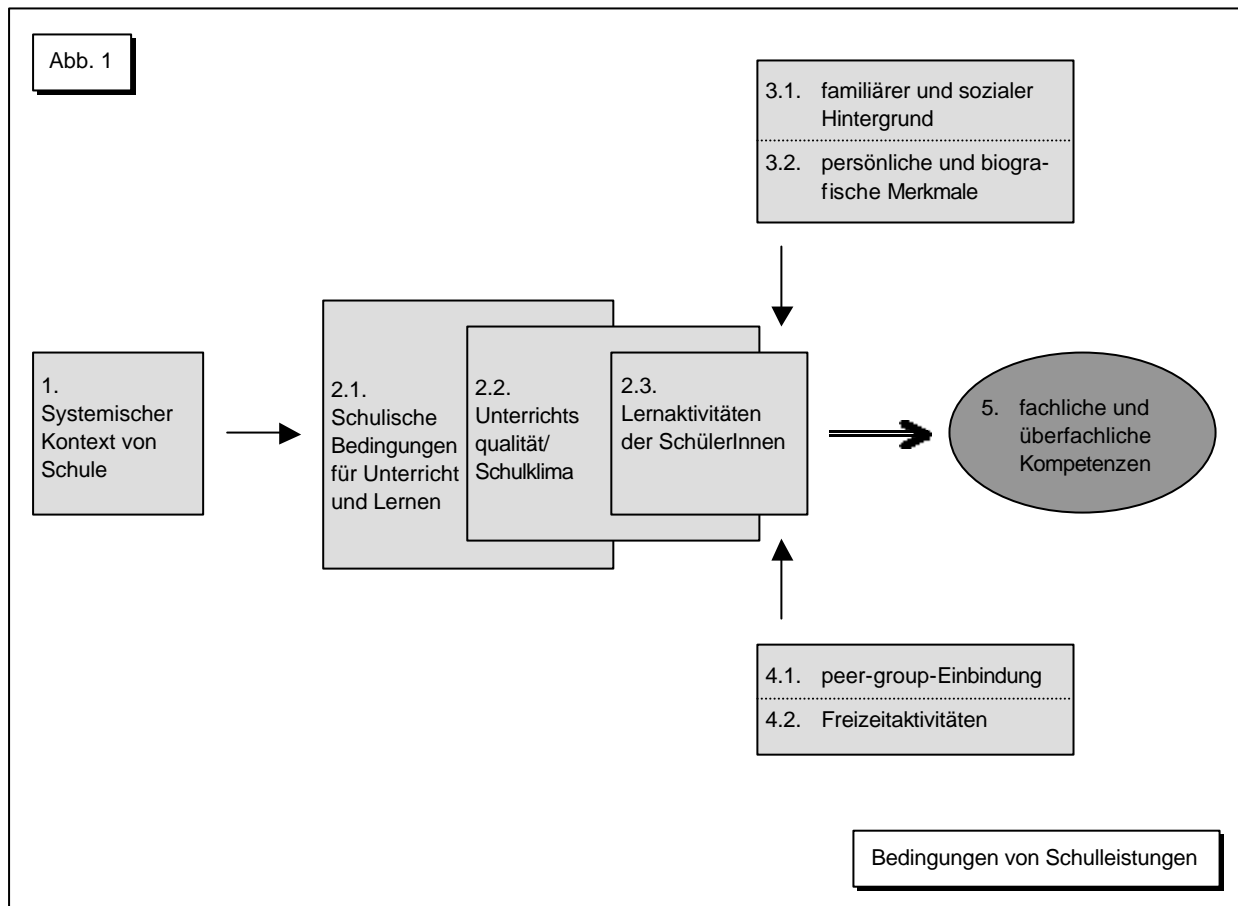 Abb. 1
3.1. familiärer und sozialer
Hintergrund
3.2. persönliche und biogra-
fische Merkmale
1.
Systemischer
Kontext von
Schule
2.1.
Schulische
Bedingungen
für Unterricht
und Lernen
2.2.
Unterrichts
qualität/
Schulklima
2.3.
Lernaktivitäten
der SchülerInnen
5. fachliche und
überfachliche
Kompetenzen
4.1. peer-group-Einbindung
4.2. Freizeitaktivitäten
Bedingungen von Schulleistungen